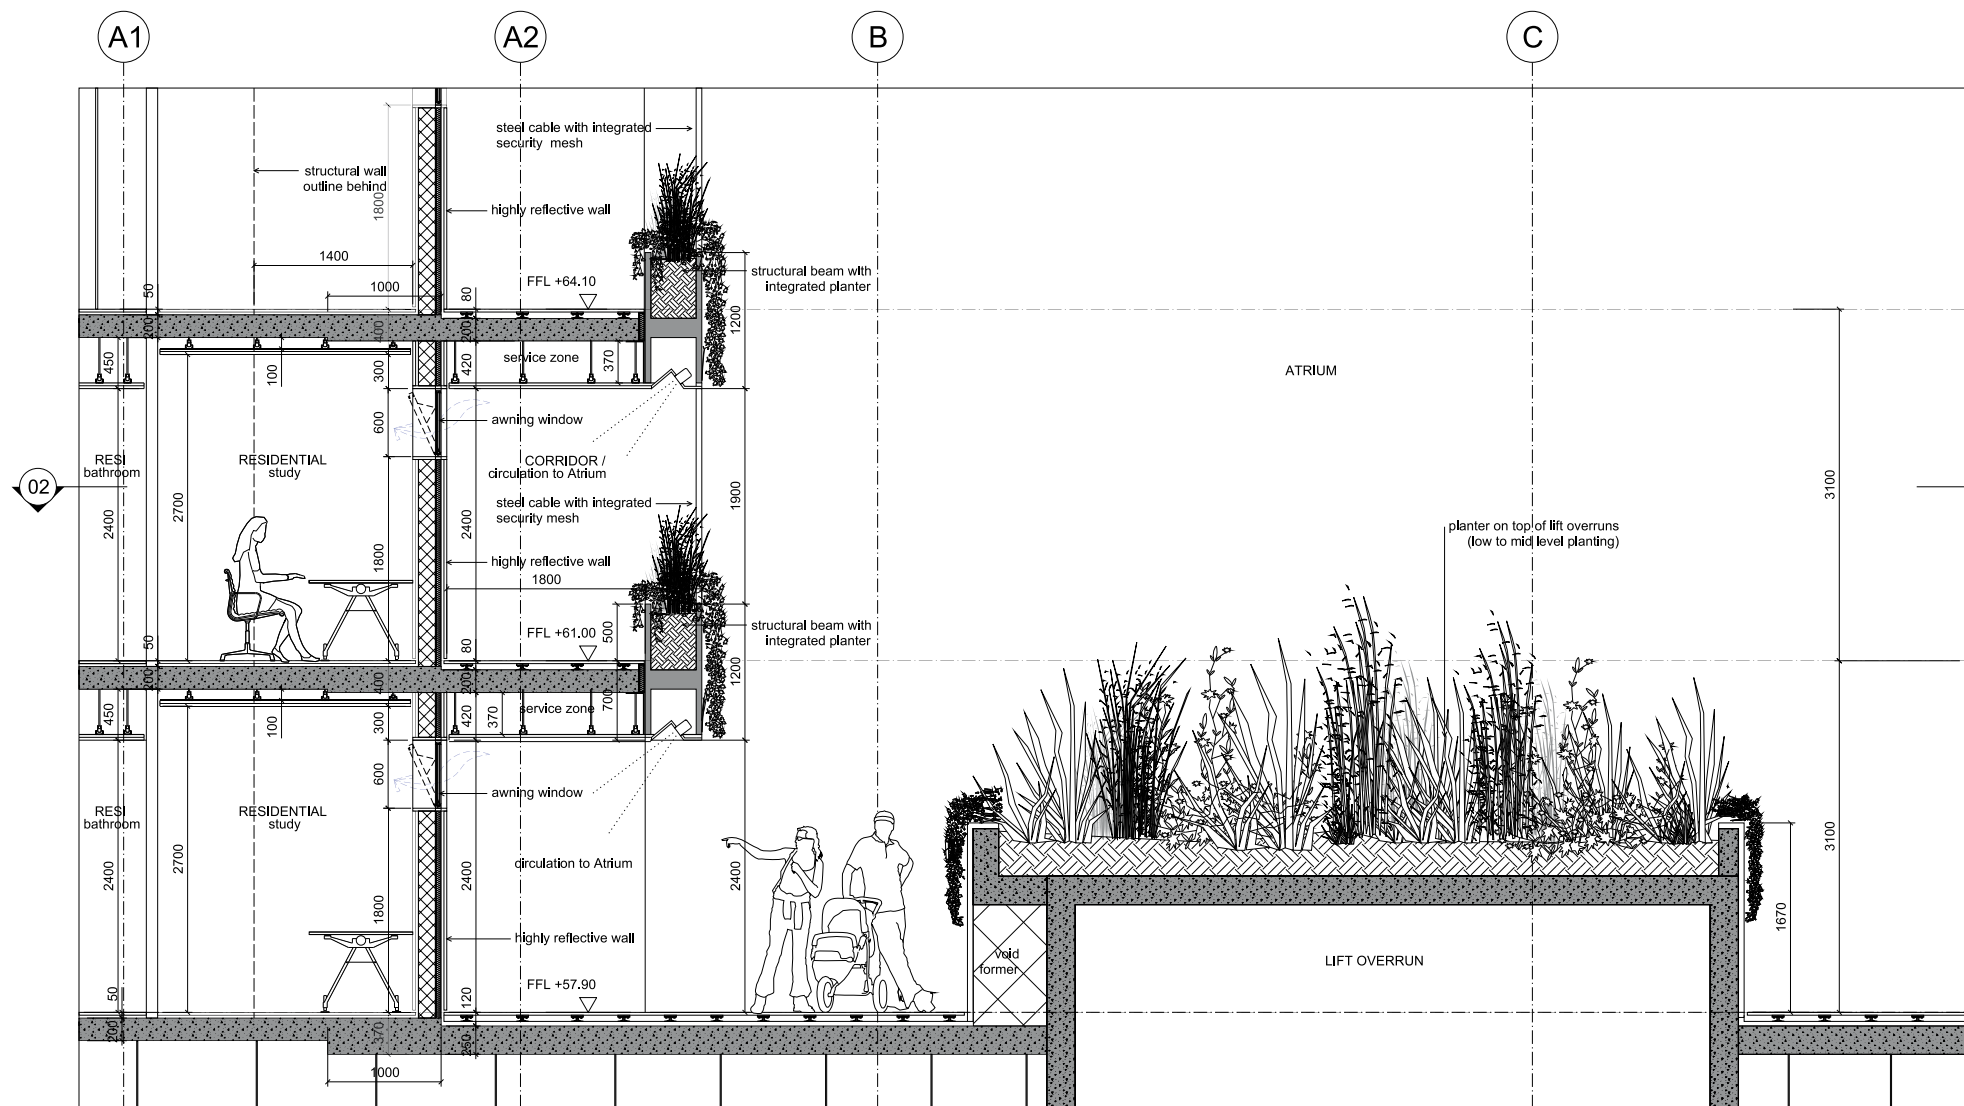 A1
A2
B
C
steel cable with integrated
security mesh
structural wall
outline behind
1800
highly reflective wall
1400
1000
FFL +64.10
structural beam with
integrated planter
50
80
1200
200
400
200
450
100
300
420
service zone
370
ATRIUM
600
awning window
RESI
bathroom
RESIDENTIAL
study
CORRIDOR /
circulation to Atrium
02
2400
2700
2400
steel cable with integrated
security mesh
1900
3100
planter on top of lift overruns
(low to mid level planting)
1800
highly reflective wall
1800
FFL +61.00
500
structural beam with
integrated planter
50
80
1200
200
400
200
700
450
100
300
420
370
service zone
600
awning window
RESI
bathroom
RESIDENTIAL
study
2400
2700
2400
circulation to Atrium
2400
3100
1800
1670
highly reflective wall
void
former
LIFT OVERRUN
FFL +57.90
50
120
200
370
250
1000